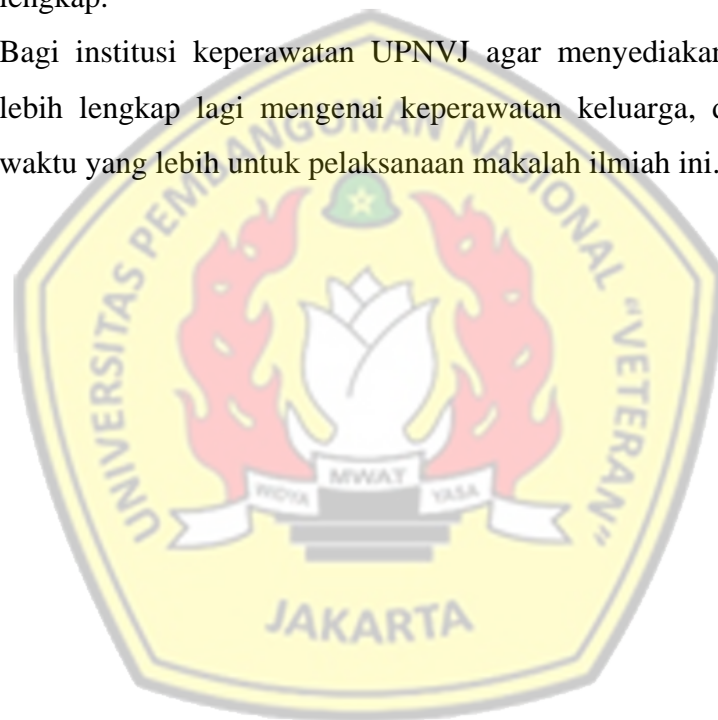 lengkap.
Bagi institusi keperawatan UPNVJ agar menyediakan
lebih lengkap lagi mengenai keperawatan keluarga,
waktu yang lebih untuk pelaksanaan makalah ilmiah ini.
UNIVERSITAS PEMBANGUNAN NASIONAL "VETERAN"
WIDYA MWAT YASA
JAKARTA